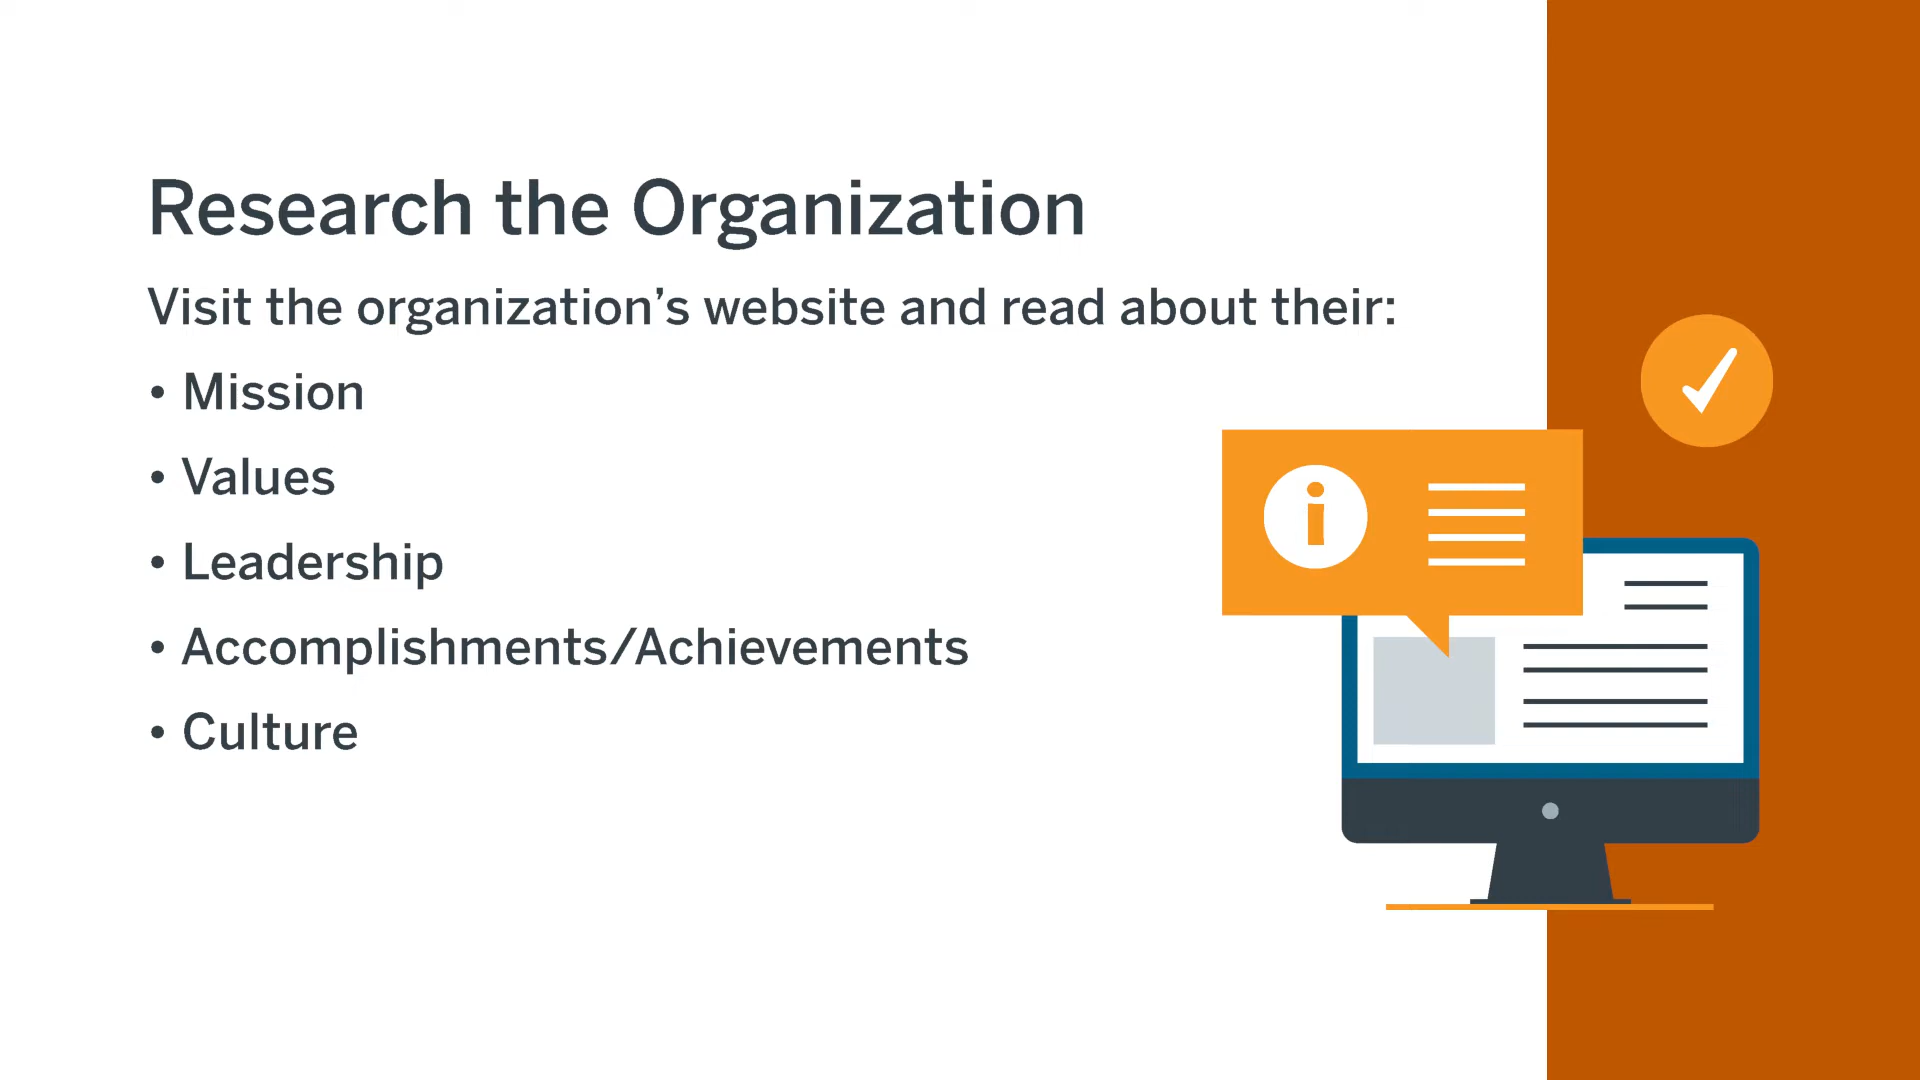 Research the Organization
Visit the organization’s website and read about their:
• Mission
• Values
• Leadership
• Accomplishments/Achievements
• Culture
i